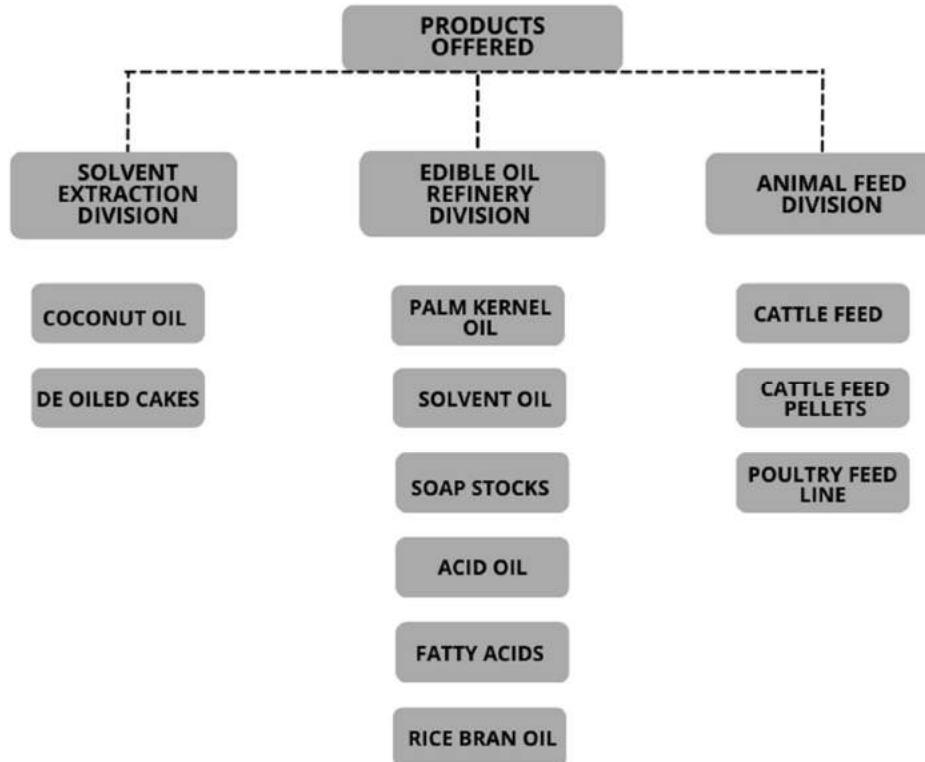 PRODUCTS
OFFERED
SOLVENT
EXTRACTION
DIVISION
COCONUT OIL
DE OILED CAKES
EDIBLE OIL
REFINERY
DIVISION
PALM KERNEL
OIL
SOLVENT OIL
SOAP STOCKS
ACID OIL
FATTY ACIDS
RICE BRAN OIL
ANIMAL FEED
DIVISION
CATTLE FEED
CATTLE FEED
PELLETS
POULTRY FEED
LINE